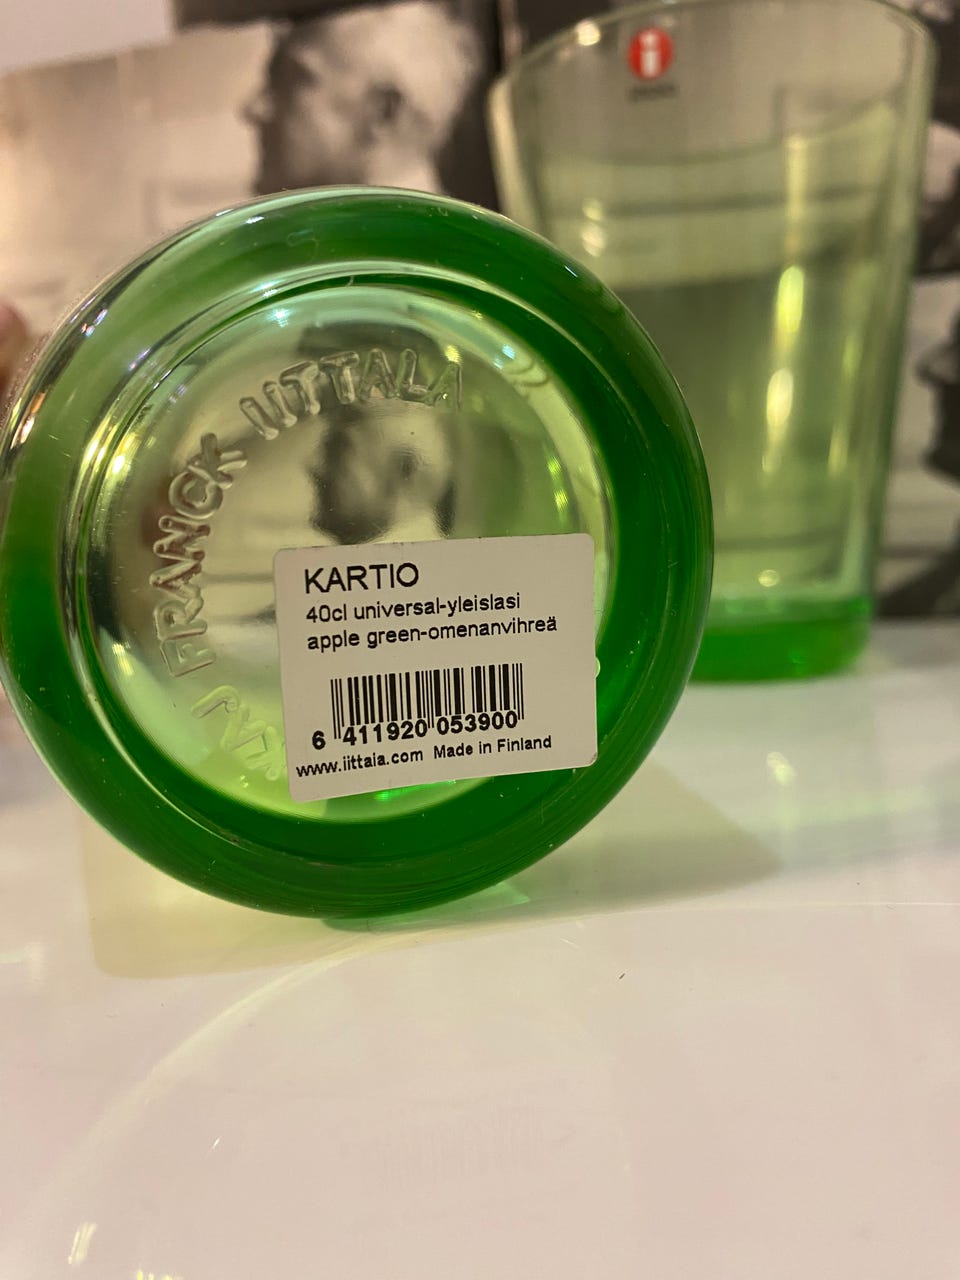 i
FRANCK IITTALA
KARTIO
40cl universal-yleislasi
apple green-omenanvihreä
6 411920 053900
www.iittala.com Made in Finland